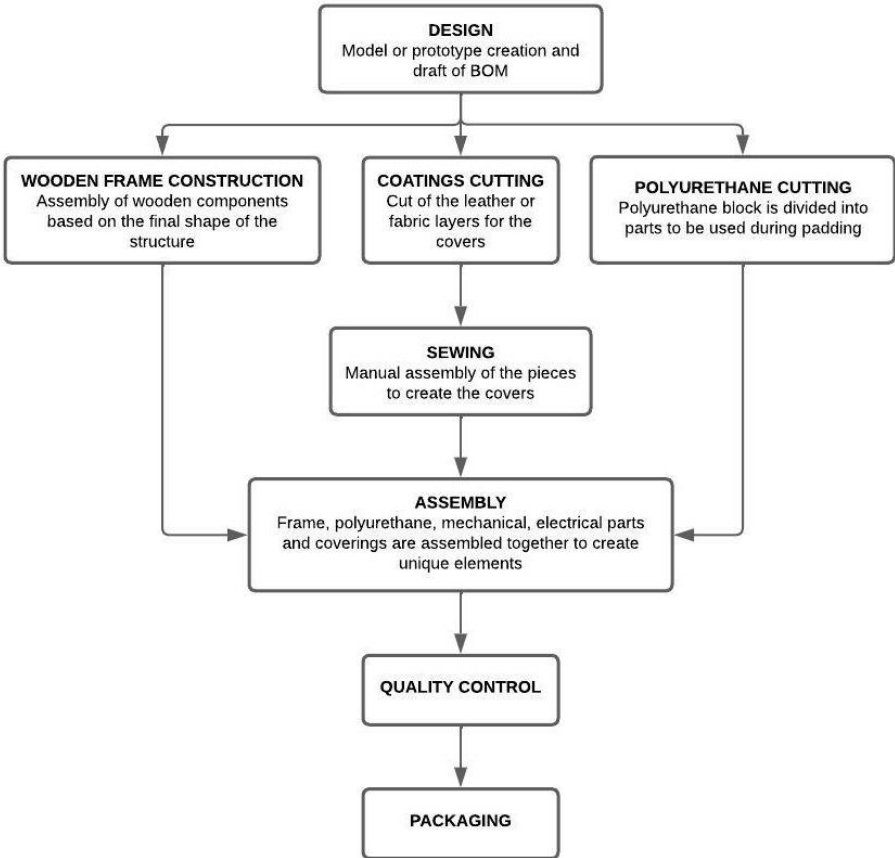 DESIGN
Model or prototype creation and
draft of BOM
WOODEN FRAME CONSTRUCTION
Assembly of wooden components
based on the final shape of the
structure
COATINGS CUTTING
Cut of the leather or
fabric layers for the
covers
POLYURETHANE CUTTING
Polyurethane block is divided into
parts to be used during padding
SEWING
Manual assembly of the pieces
to create the covers
ASSEMBLY
Frame, polyurethane, mechanical, electrical parts
and coverings are assembled together to create
unique elements
QUALITY CONTROL
PACKAGING